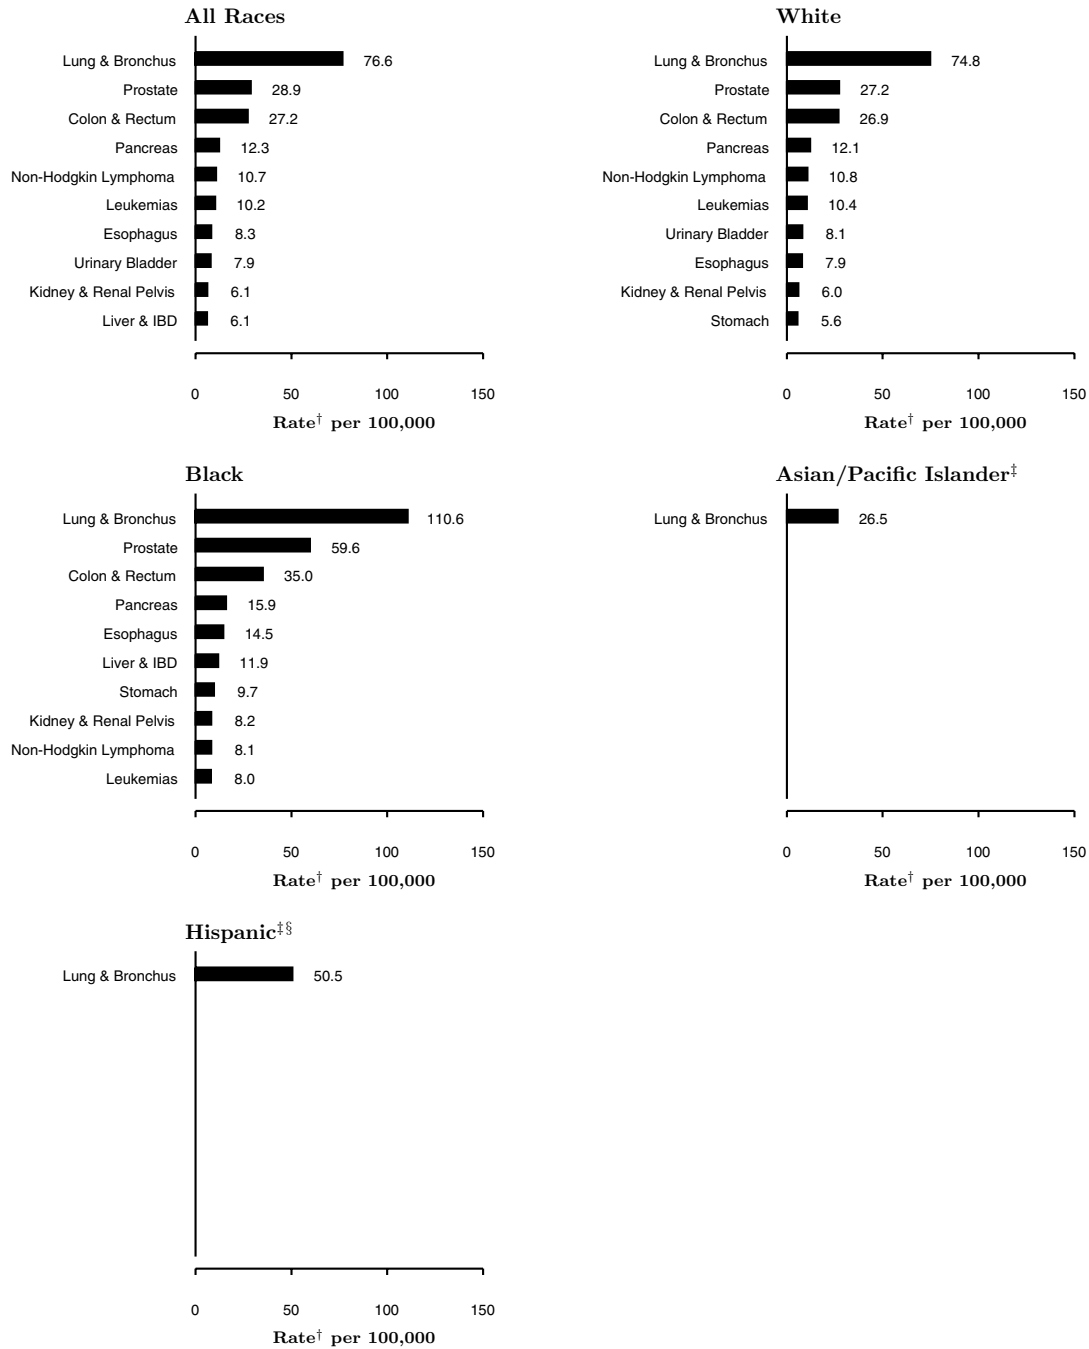 All Races
Lung & Bronchus 76.6
Prostate 28.9
Colon & Rectum 27.2
Pancreas 12.3
Non-Hodgkin Lymphoma 10.7
Leukemias 10.2
Esophagus 8.3
Urinary Bladder 7.9
Kidney & Renal Pelvis 6.1
Liver & IBD 6.1
0 50 100 150
Rate† per 100,000
White
Lung & Bronchus 74.8
Prostate 27.2
Colon & Rectum 26.9
Pancreas 12.1
Non-Hodgkin Lymphoma 10.8
Leukemias 10.4
Urinary Bladder 8.1
Esophagus 7.9
Kidney & Renal Pelvis 6.0
Stomach 5.6
0 50 100 150
Rate† per 100,000
Black
Lung & Bronchus 110.6
Prostate 59.6
Colon & Rectum 35.0
Pancreas 15.9
Esophagus 14.5
Liver & IBD 11.9
Stomach 9.7
Kidney & Renal Pelvis 8.2
Non-Hodgkin Lymphoma 8.1
Leukemias 8.0
0 50 100 150
Rate† per 100,000
Asian/Pacific Islander‡
Lung & Bronchus 26.5
0 50 100 150
Rate† per 100,000
Hispanic‡§
Lung & Bronchus 50.5
0 50 100 150
Rate† per 100,000